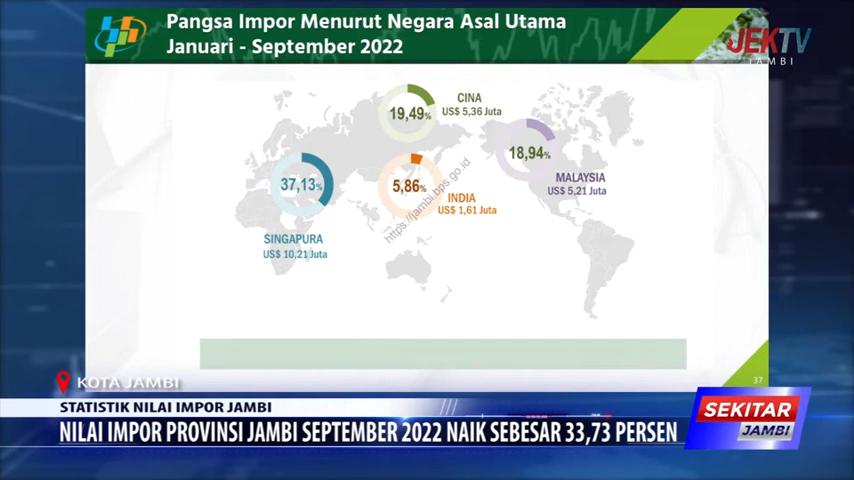 Pangsa Impor Menurut Negara Asal Utama
Januari - September 2022
JEKTV
JAMBI
19,49%
CINA
US$ 5,36 Juta
18,94%
MALAYSIA
US$ 5,21 Juta
37,13%
SINGAPURA
US$ 10,21 Juta
5,86%
INDIA
US$ 1,61 Juta
https://jambi.bps.go.id
37
KOTA JAMBI
STATISTIK NILAI IMPOR JAMBI
NILAI IMPOR PROVINSI JAMBI SEPTEMBER 2022 NAIK SEBESAR 33,73 PERSEN
SEKITAR
JAMBI